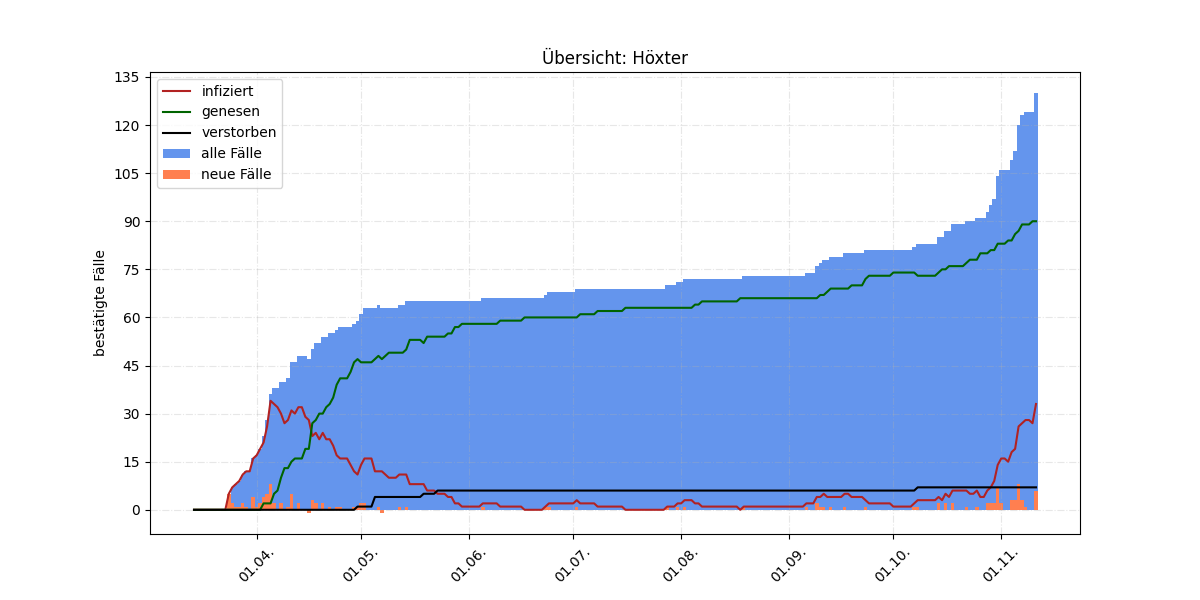 Übersicht: Höxter
infiziert
genesen
verstorben
alle Fälle
neue Fälle
bestätigte Fälle
135
120
105
90
75
60
45
30
15
0
01.04.
01.05.
01.06.
01.07.
01.08.
01.09.
01.10.
01.11.